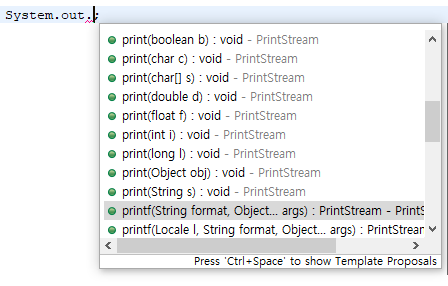 System.out.;
print(boolean b) : void - PrintStream
print(char c) : void - PrintStream
print(char[] s) : void - PrintStream
print(double d) : void - PrintStream
print(float f) : void - PrintStream
print(int i) : void - PrintStream
print(long l) : void - PrintStream
print(Object obj) : void - PrintStream
print(String s) : void - PrintStream
printf(String format, Object... args) : PrintStream - PrintS
printf(Locale l, String format, Object... args) : PrintStrean
Press 'Ctrl+Space' to show Template Proposals